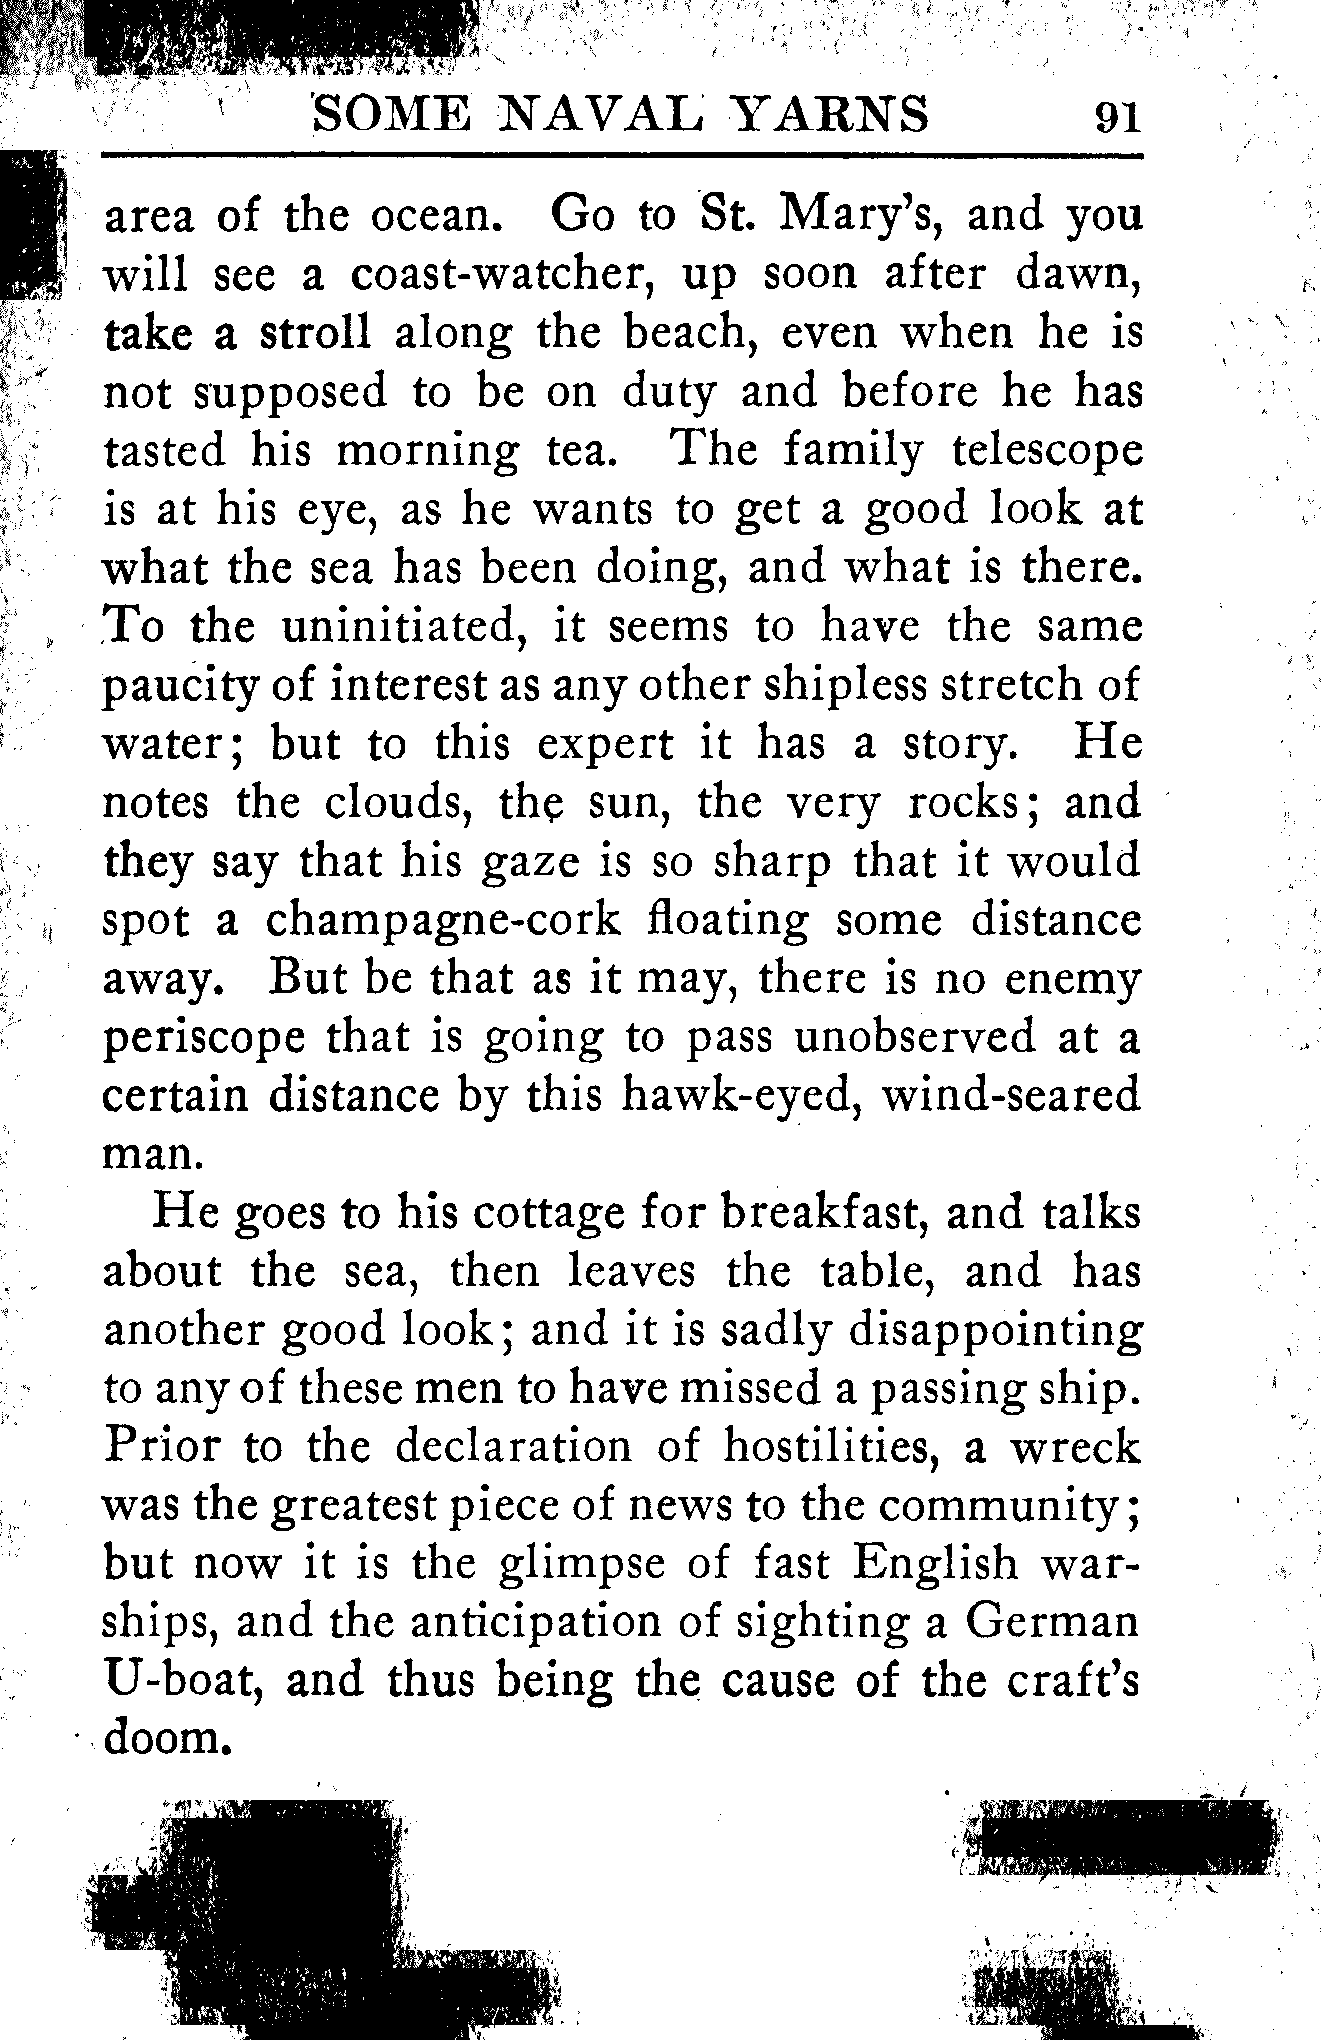 SOME NAVAL YARNS 91
area of the ocean. Go to St. Mary's, and you
will see a coast-watcher, up soon after dawn,
take a stroll along the beach, even when he is
not supposed to be on duty and before he has
tasted his morning tea. The family telescope
is at his eye, as he wants to get a good look at
what the sea has been doing, and what is there.
To the uninitiated, it seems to have the same
paucity of interest as any other shipless stretch of
water; but to this expert it has a story. He
notes the clouds, the sun, the very rocks; and
they say that his gaze is so sharp that it would
spot a champagne-cork floating some distance
away. But be that as it may, there is no enemy
periscope that is going to pass unobserved at a
certain distance by this hawk-eyed, wind-seared
man.
He goes to his cottage for breakfast, and talks
about the sea, then leaves the table, and has
another good look; and it is sadly disappointing
to any of these men to have missed a passing ship.
Prior to the declaration of hostilities, a wreck
was the greatest piece of news to the community;
but now it is the glimpse of fast English war-
ships, and the anticipation of sighting a German
U-boat, and thus being the cause of the craft's
doom.